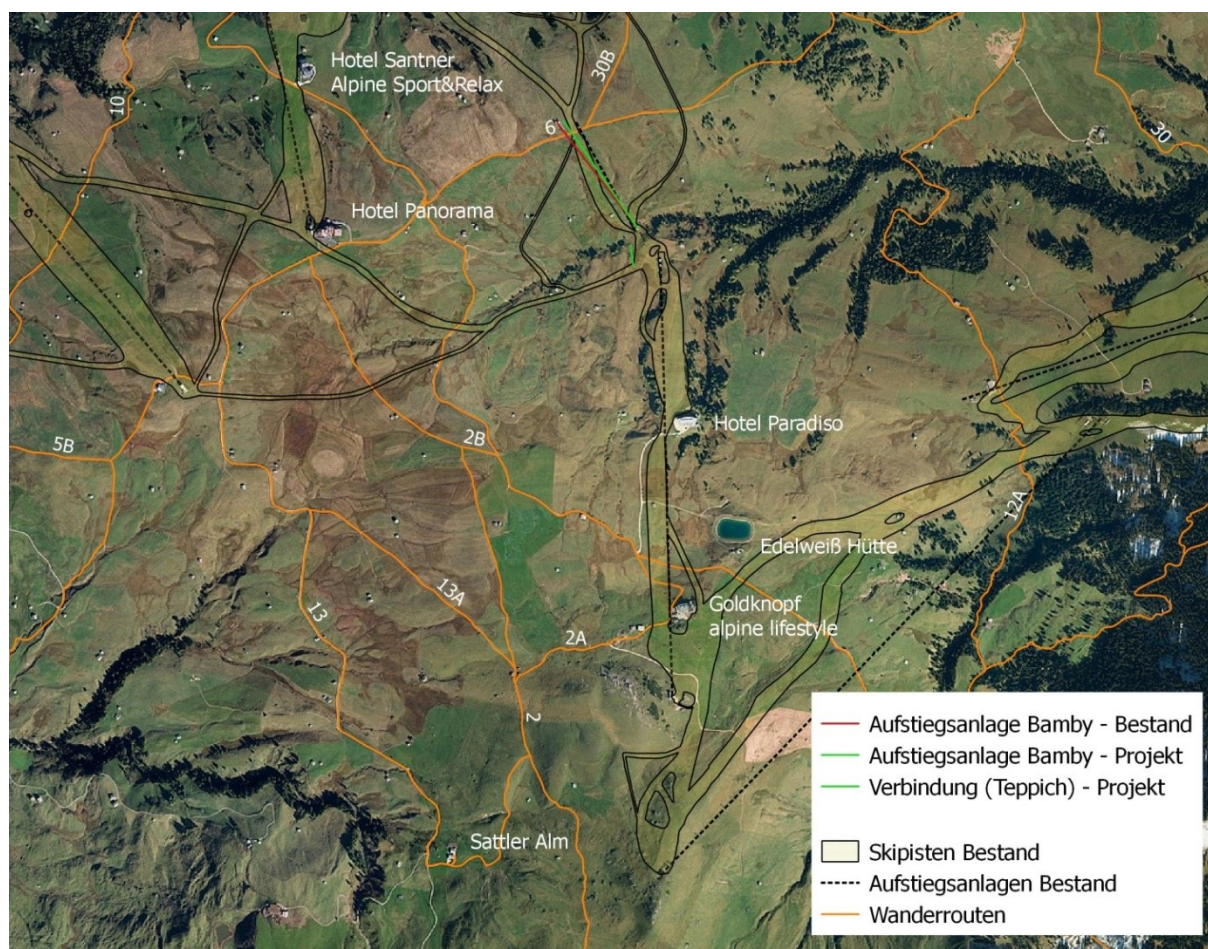 Hotel Santner
Alpine Sport&Relax
30B
10
6
30
Hotel Panorama
Hotel Paradiso
5B
2B
12A
Edelweiß Hütte
13A
13
Goldknopf
alpine lifestyle
2A
2
Sattler Alm
Aufstiegsanlage Bamby - Bestand
Aufstiegsanlage Bamby - Projekt
Verbindung (Teppich) - Projekt
Skipisten Bestand
Aufstiegsanlagen Bestand
Wanderrouten